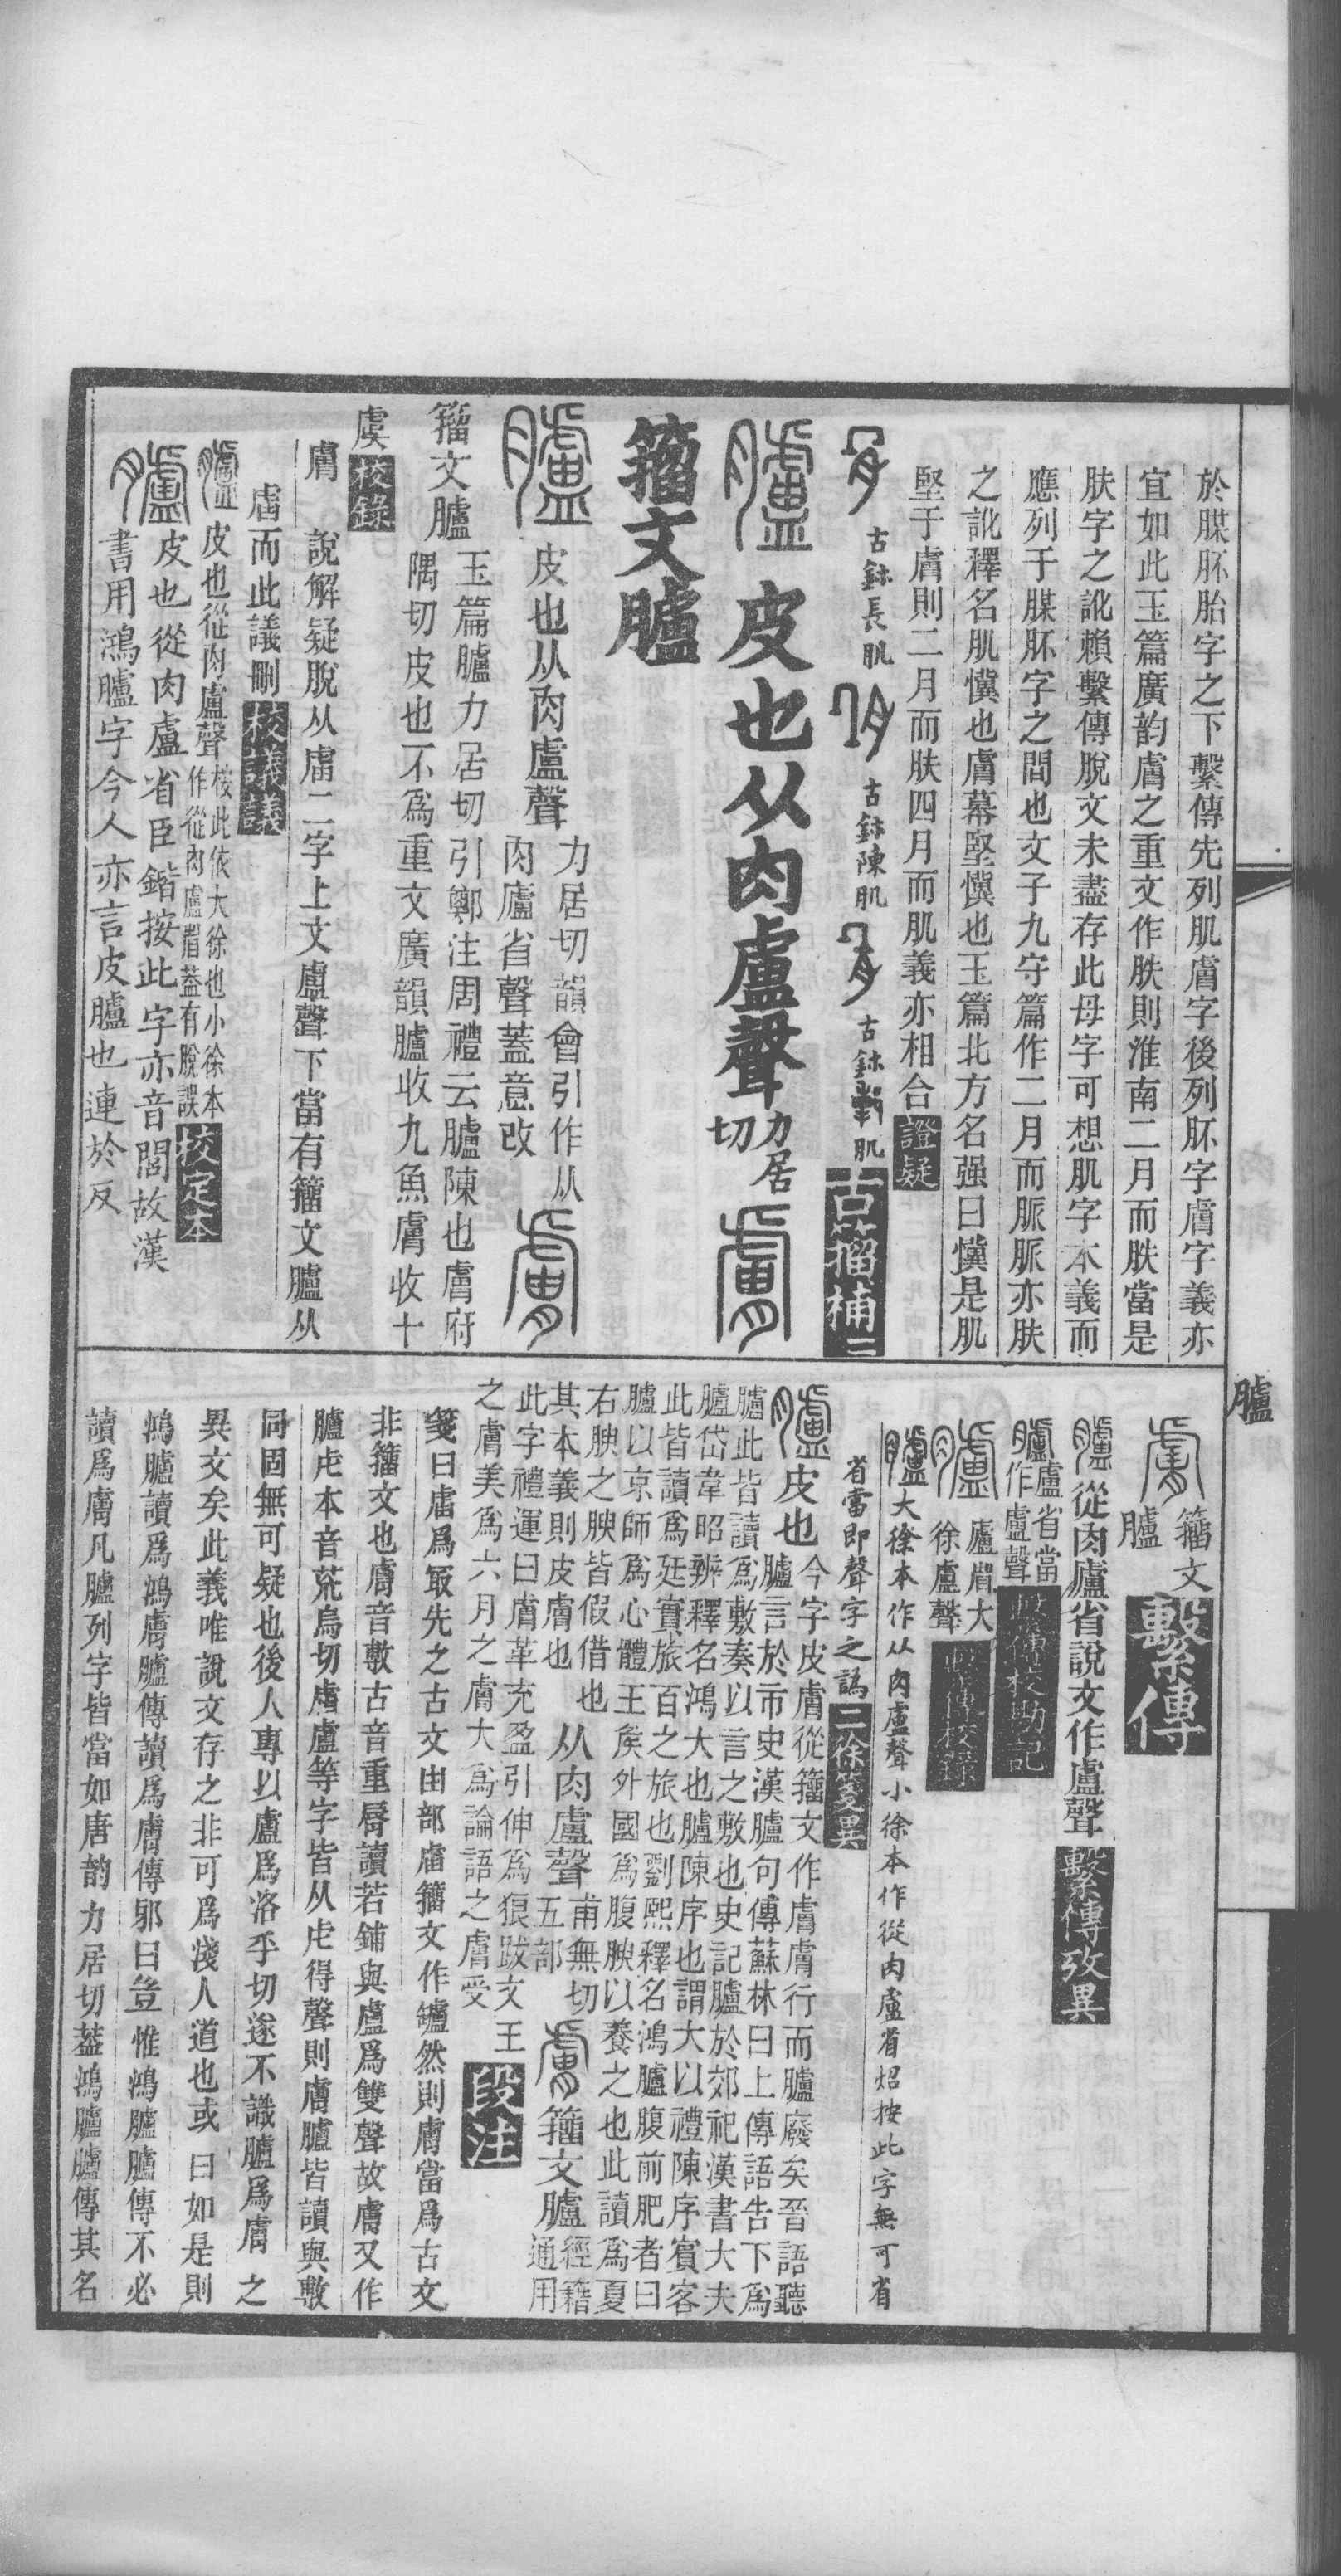 於腜肧胎字之下繫傳先列肌膚字後列肧字膚字義亦
宜如此玉篇廣韵膚之重文作肤則淮南二月而肤當是
肤字之訛賴繫傳脫文未盡存此母字可想肌字本義而
應列于腜肧字之間也文子九守篇作二月而脈脈亦肤
之訛釋名肌懻也膚幕堅懻也玉篇北方名强曰懻是肌
堅于膚則二月而肤四月而肌義亦相合 證疑
古鉥長肌 古鉥陳肌 古鉥肌 古籀補二
臚 皮也从肉盧聲 力居切 膚
籀文臚
臚 皮也从肉盧聲 力居切韻會引作从
肉盧省聲蓋意改 膚
籀文臚 玉篇臚力居切引鄭注周禮云臚陳也膚府
隅切皮也不爲重文廣韻臚收九魚膚收十
虞 校錄
膚 說解疑脫从𤰼二字上文盧聲下當有籀文臚从
𤰼而此議刪 校議議
臚 皮也從肉盧聲 桉此依大徐也小徐本
作從肉盧省葢有脫誤 校定本
臚 皮也從肉盧省臣鍇按此字亦音閭故漢
書用鴻臚字今人亦言皮臚也連於反
臚
膚 籀文
臚 繫傳
臚 從肉盧省說文作盧聲 繫傳攷異
臚 盧省當
作盧聲 繫傳校勘記
臚 盧省大
徐盧聲 繫傳校錄
臚 大徐本作从肉盧聲小徐本作從肉盧省炤按此字無可省
省當即聲字之譌 二徐箋異
臚 皮也 今字皮膚從籀文作膚膚行而臚廢矣晉語聽
臚言於市史漢臚句傳蘇林曰上傳語告下爲
臚此皆讀爲敷奏以言之敷也史記臚於郊祀漢書大夫
臚岱韋昭辨釋名鴻大也臚陳序也謂大以禮陳序賓客
此皆讀爲廷實旅百之旅也劉熙釋名鴻臚腹前肥者曰
臚以京師爲心體王矦外國爲腹腴以養之也此讀爲夏
右腴之腴皆假借也 从肉盧聲 甫無切
五部 膚 籀文臚 經籍
通用
其本義則皮膚也
此字禮運曰膚革充盈引伸爲狼跋文王
之膚美爲六月之膚大爲論語之膚受 段注
箋曰𤰼爲㝡先之古文甶部𤰼籀文作𧆨然則膚當爲古文
非籀文也膚音敷古音重脣讀若鋪與盧爲雙聲故膚又作
臚虍本音荒烏切𤰼盧等字皆从虍得聲則膚臚皆讀與敷
同固無可疑也後人專以盧爲洛乎切遂不識臚爲膚之
異文矣此義唯說文存之非可爲淺人道也或曰如是則
鴻臚讀爲鴻膚臚傳讀爲膚傳邪曰豈惟鴻臚臚傳不必
讀爲膚凡臚列字皆當如唐韵力居切葢鴻臚臚傳其名